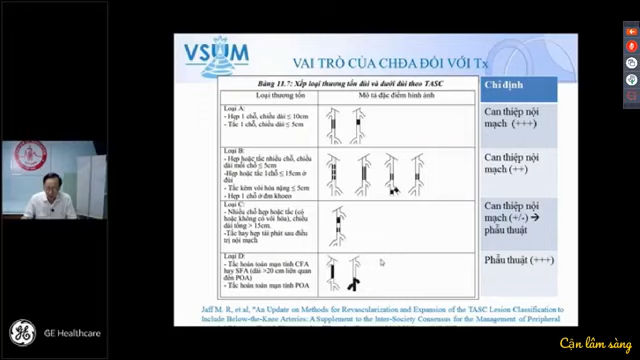 VSUM
VAI TRÒ CỦA CHĐA ĐỐI VỚI Tx
Bảng 11.7: Xếp loại thương tổn đùi và dưới đùi theo TASC
Loại thương tổn
Mô tả đặc điểm hình ảnh
Chỉ định
Loại A:
- Hẹp 1 chỗ, chiều dài ≤ 10cm
- Tắc 1 chỗ, chiều dài ≤ 5cm
Can thiệp nội
mạch (+++)
Loại B:
- Hẹp hoặc tắc nhiều chỗ, chiều
dài mỗi chỗ ≤ 5cm
-Hẹp hoặc tắc 1chỗ ≤ 15cm ở
đùi
- Tắc kèm vôi hóa nặng ≤ 5cm
- Hẹp 1 chỗ ở đm khoeo
Can thiệp nội
mạch (++)
Loại C:
- Nhiều chỗ hẹp hoặc tắc (có
hoặc không có vôi hóa), chiều
dài tổng > 15cm.
-Tắc hay hẹp tái phát sau điều
trị nội mạch
Can thiệp nội
mạch (+/-) ➔
phẫu thuật
Loại D:
- Tắc hoàn toàn mạn tính CFA
hay SFA (dài >20 cm liên quan
đến POA)
- Tắc hoàn toàn mạn tính POA
Phẫu thuật (+++)
Jaff M. R, et al, "An Update on Methods for Revascularization and Expansion of the TASC Lesion Classification to
Include Below-the-Knee Arteries: A Supplement to the Inter-Society Consensus for the Management of Peripheral
GE Healthcare
Cận lâm sàng